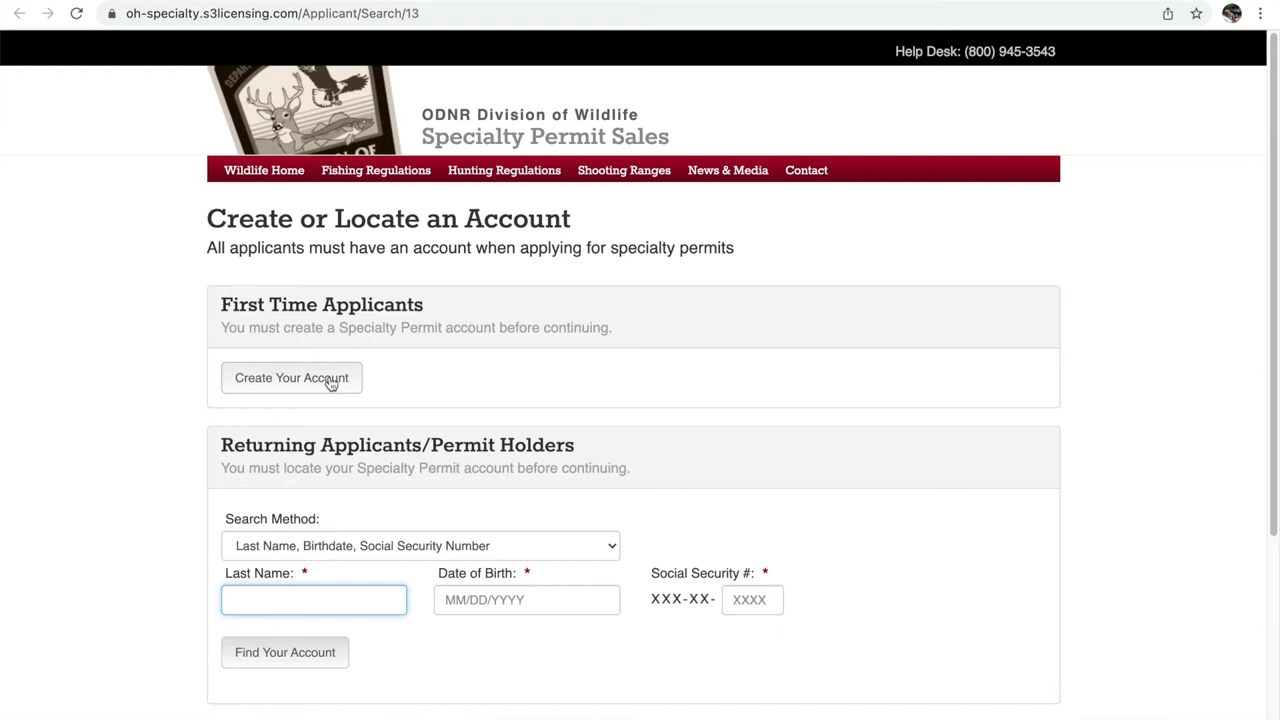 oh-specialty.s3licensing.com/Applicant/Search/13
Help Desk: (800) 945-3543
ODNR Division of Wildlife
Specialty Permit Sales
Wildlife Home Fishing Regulations Hunting Regulations Shooting Ranges News & Media Contact
Create or Locate an Account
All applicants must have an account when applying for specialty permits
First Time Applicants
You must create a Specialty Permit account before continuing.
Create Your Account
Returning Applicants/Permit Holders
You must locate your Specialty Permit account before continuing.
Search Method:
Last Name, Birthdate, Social Security Number
Last Name: * Date of Birth: * Social Security #: *
MM/DD/YYYY XXX-XX- XXXX
Find Your Account